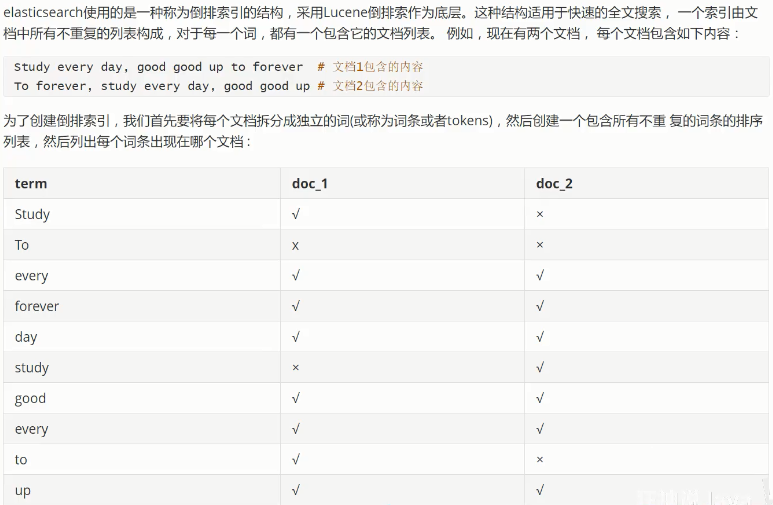 elasticsearch使用的是一种称为倒排索引的结构，采用Lucene倒排索作为底层。这种结构适用于快速的全文搜索， 一个索引由文
档中所有不重复的列表构成，对于每一个词，都有一个包含它的文档列表。 例如，现在有两个文档， 每个文档包含如下内容：
Study every day, good good up to forever  # 文档1包含的内容
To forever, study every day, good good up # 文档2包含的内容
为了创建倒排索引，我们首先要将每个文档拆分成独立的词(或称为词条或者tokens)，然后创建一个包含所有不重 复的词条的排序
列表，然后列出每个词条出现在哪个文档：
term doc_1 doc_2
Study √ ×
To x ×
every √ √
forever √ √
day √ √
study × √
good √ √
every √ √
to √ ×
up √ √